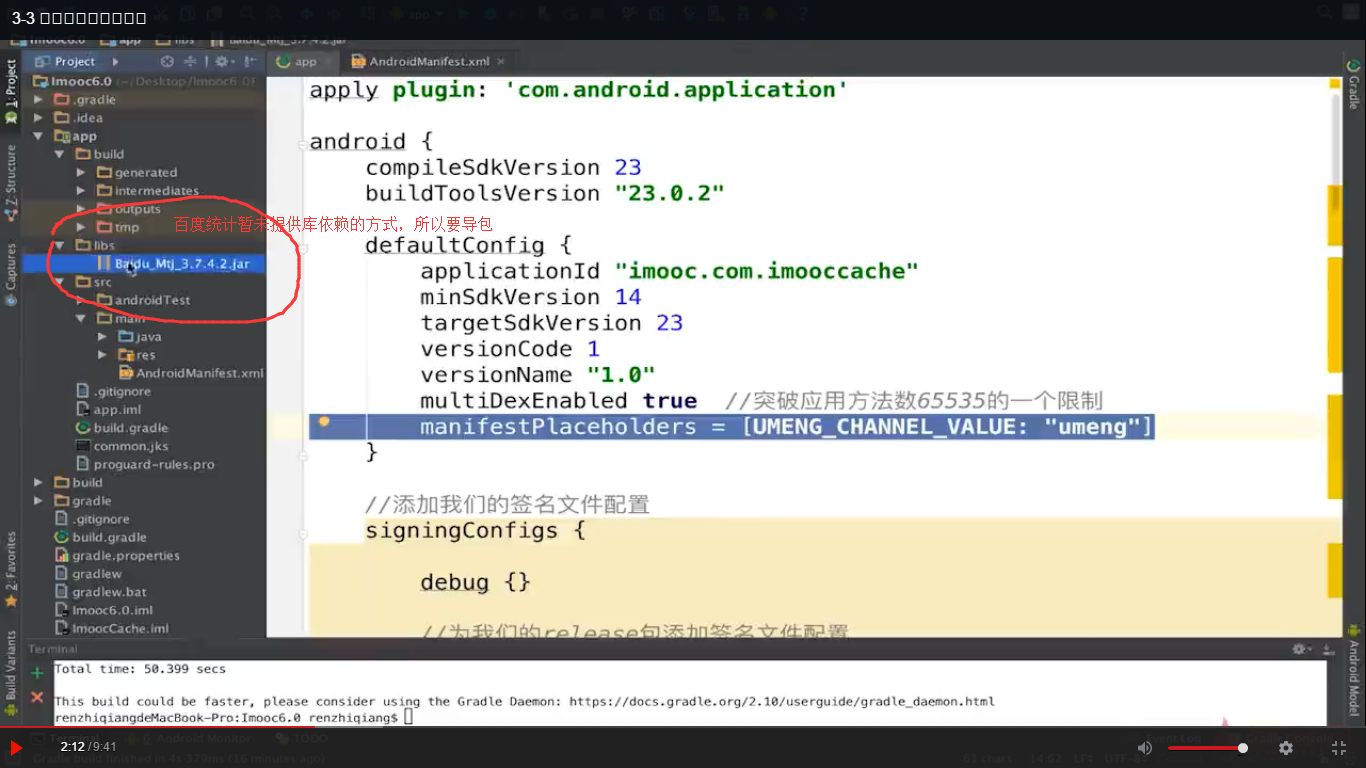 3-3
Imooc6.0 app libs Baidu_Mtj_3.7.4.2.jar
Project
app
AndroidManifest.xml
1: Project
Z: Structure
Captures
2: Favorites
Build Variants
Gradle
Android Model
Imooc6.0 (~/Desktop/Imooc6.0)
.gradle
.idea
app
build
generated
intermediates
outputs
tmp
百度统计暂未提供库依赖的方式，所以要导包
libs
Baidu_Mtj_3.7.4.2.jar
src
androidTest
main
java
res
AndroidManifest.xml
.gitignore
app.iml
build.gradle
common.jks
proguard-rules.pro
build
gradle
.gitignore
build.gradle
gradle.properties
gradlew
gradlew.bat
Imooc6.0.iml
ImoocCache.iml
apply plugin: 'com.android.application'
android {
compileSdkVersion 23
buildToolsVersion "23.0.2"
defaultConfig {
applicationId "imooc.com.imooccache"
minSdkVersion 14
targetSdkVersion 23
versionCode 1
versionName "1.0"
multiDexEnabled true //突破应用方法数65535的一个限制
manifestPlaceholders = [UMENG_CHANNEL_VALUE: "umeng"]
}
//添加我们的签名文件配置
signingConfigs {
debug {}
//为我们的release包添加签名文件配置
Terminal
Total time: 50.399 secs
This build could be faster, please consider using the Gradle Daemon: https://docs.gradle.org/2.10/userguide/gradle_daemon.html
renzhiqiangdeMacBook-Pro:Imooc6.0 renzhiqiang$
Terminal 6: Android Monitor TODO Event Log
2:12/9:41